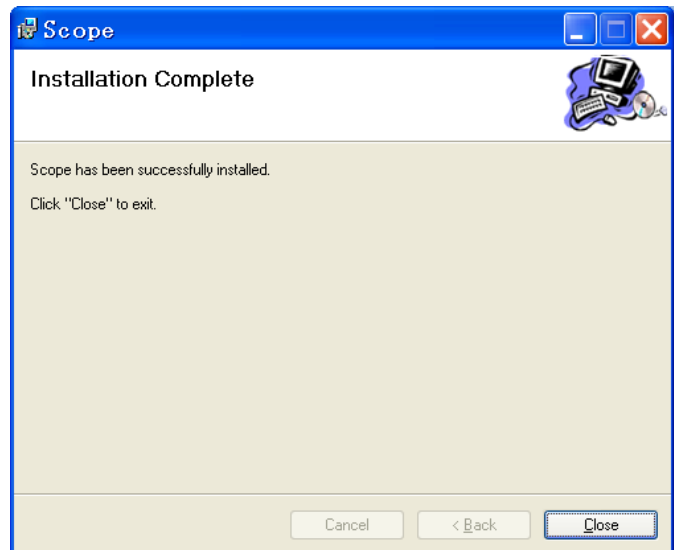 Scope
Installation Complete
Scope has been successfully installed.
Click "Close" to exit.
Cancel
< Back
Close